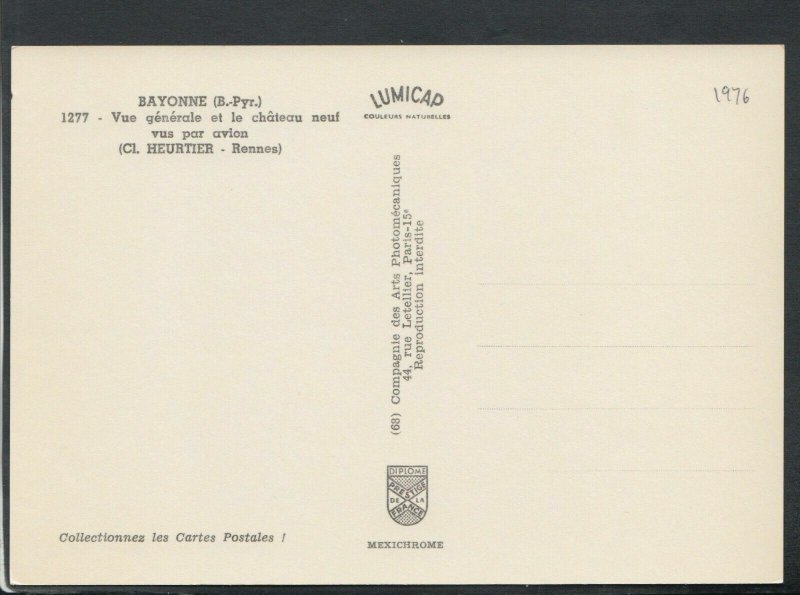 BAYONNE (B.-Pyr.)
1277 - Vue générale et le château neuf
vus par avion
(Cl. HEURTIER - Rennes)
LUMICAP
COULEURS NATURELLES
1976
(68) Compagnie des Arts Photomécaniques
44, rue Letellier, Paris-15e
Reproduction interdite
DIPLOME
PRESTIGE
DE LA
FRANCE
MEXICHROME
Collectionnez les Cartes Postales !